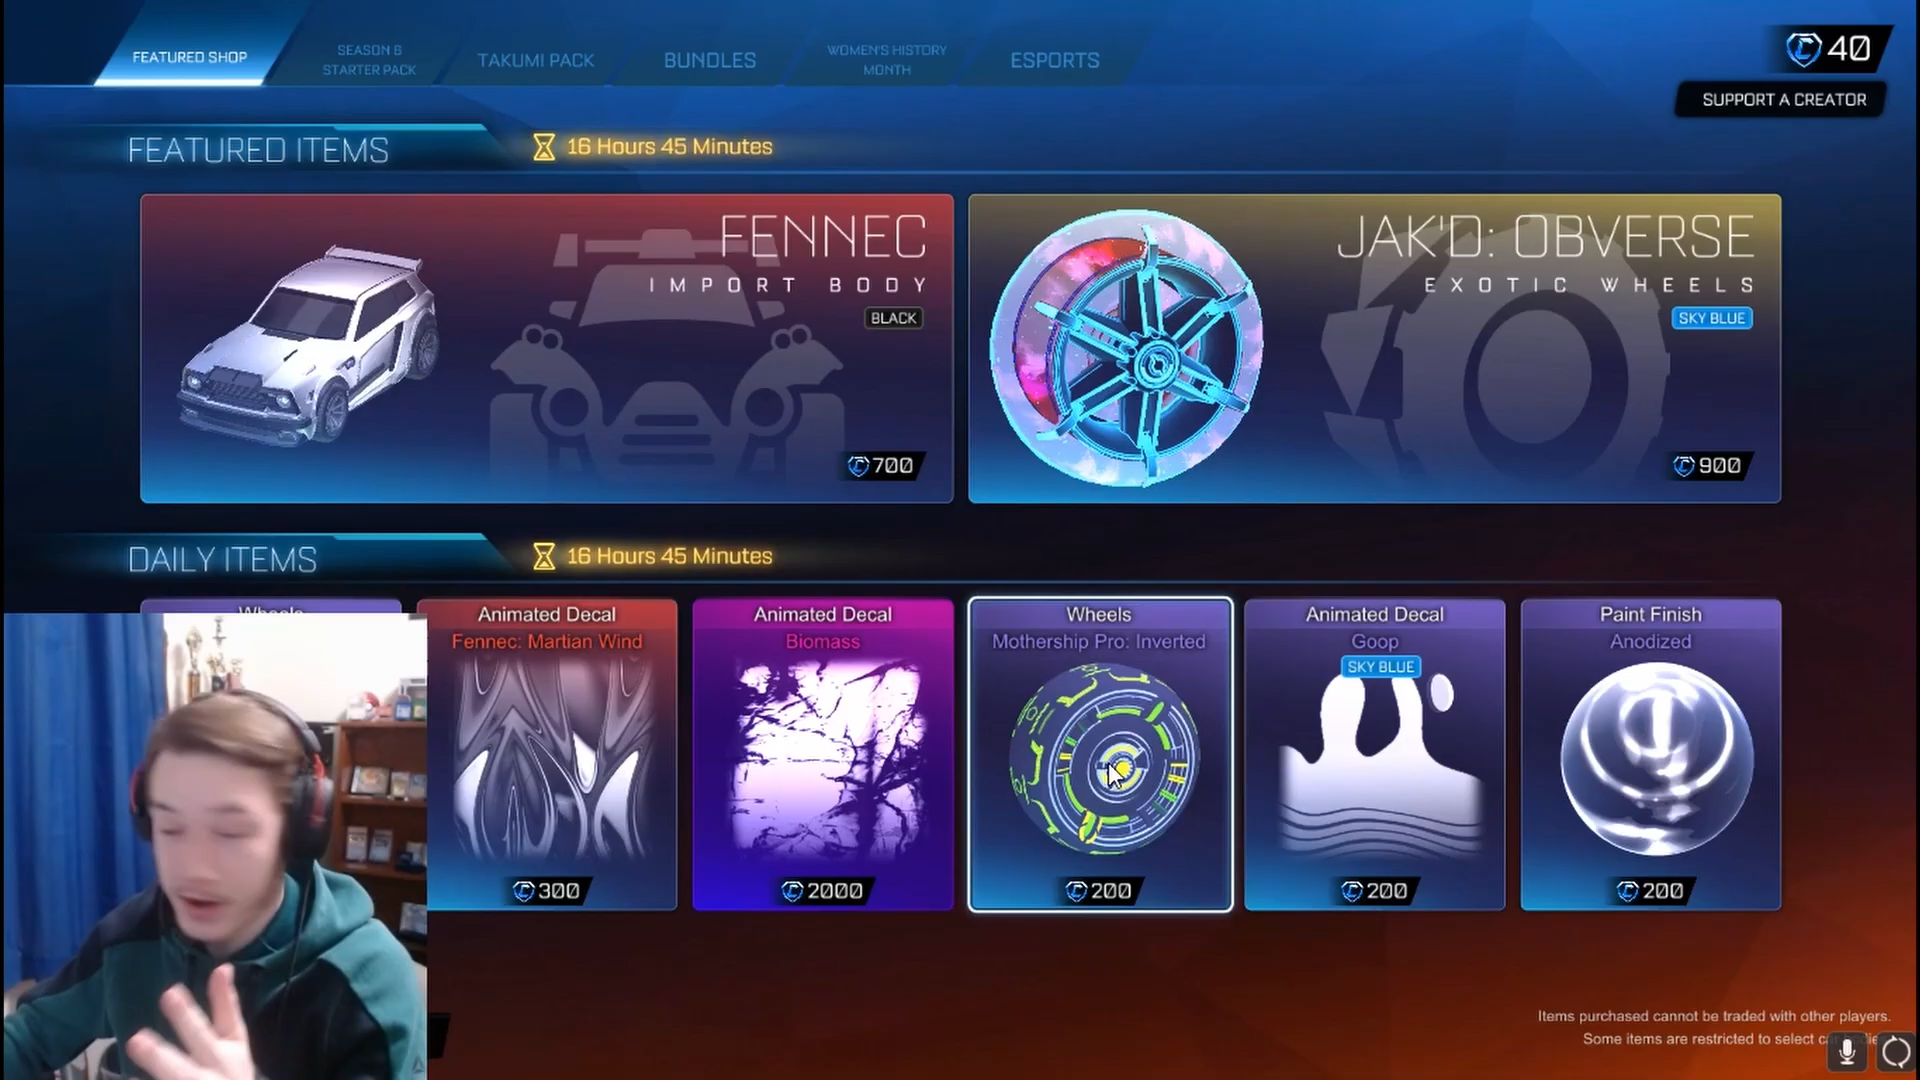 FEATURED SHOP
SEASON 6
STARTER PACK
TAKUMI PACK
BUNDLES
WOMEN'S HISTORY
MONTH
ESPORTS
40
SUPPORT A CREATOR
FEATURED ITEMS
16 Hours 45 Minutes
FENNEC
IMPORT BODY
BLACK
700
JAK'D: OBVERSE
EXOTIC WHEELS
SKY BLUE
900
DAILY ITEMS
16 Hours 45 Minutes
Wheels
Animated Decal
Fennec: Martian Wind
300
Animated Decal
Biomass
2000
Wheels
Mothership Pro: Inverted
200
Animated Decal
Goop
SKY BLUE
200
Paint Finish
Anodized
200
Items purchased cannot be traded with other players.
Some items are restricted to select